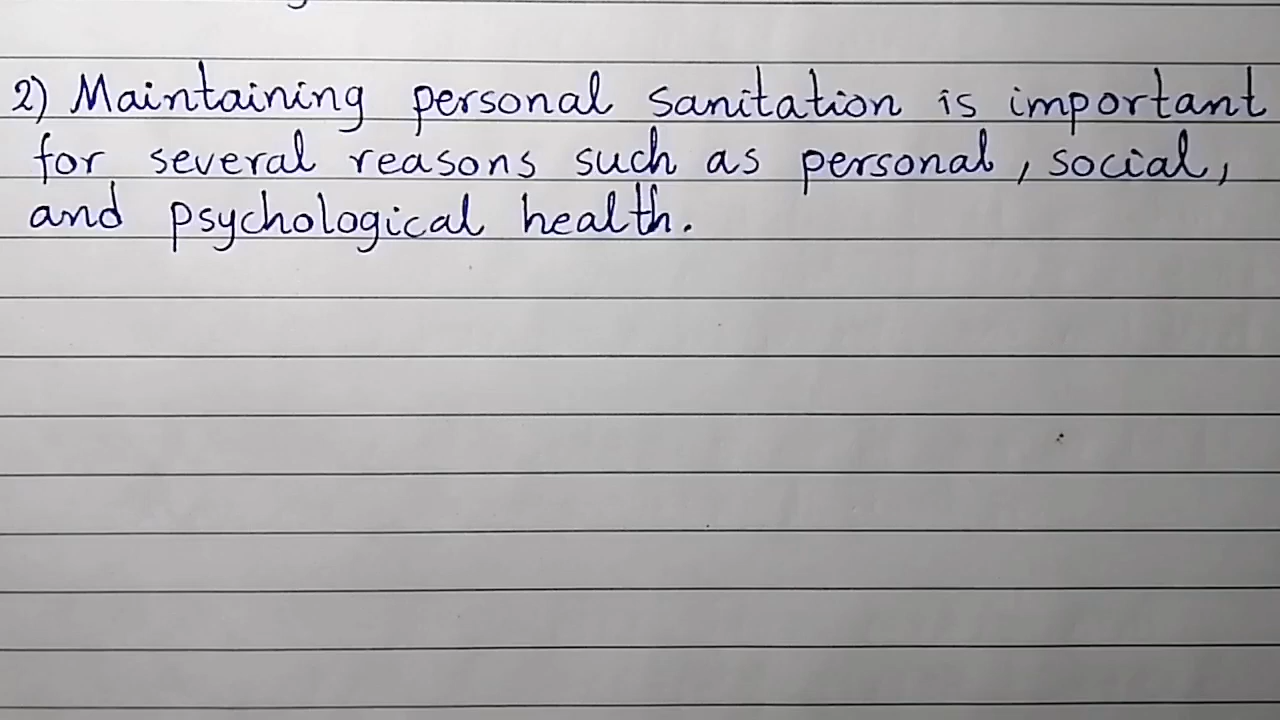 2) Maintaining personal sanitation is important
for several reasons such as personal, social,
and psychological health.